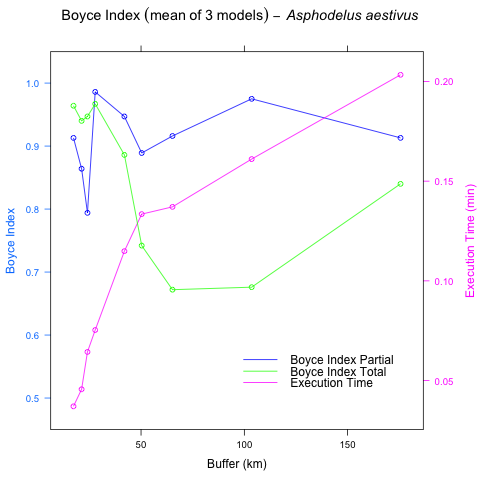 Boyce Index (mean of 3 models) – Asphodelus aestivus
1.0
0.9
0.8
0.7
0.6
0.5
Boyce Index
0.20
0.15
0.10
0.05
Execution Time (min)
Boyce Index Partial
Boyce Index Total
Execution Time
50
100
150
Buffer (km)